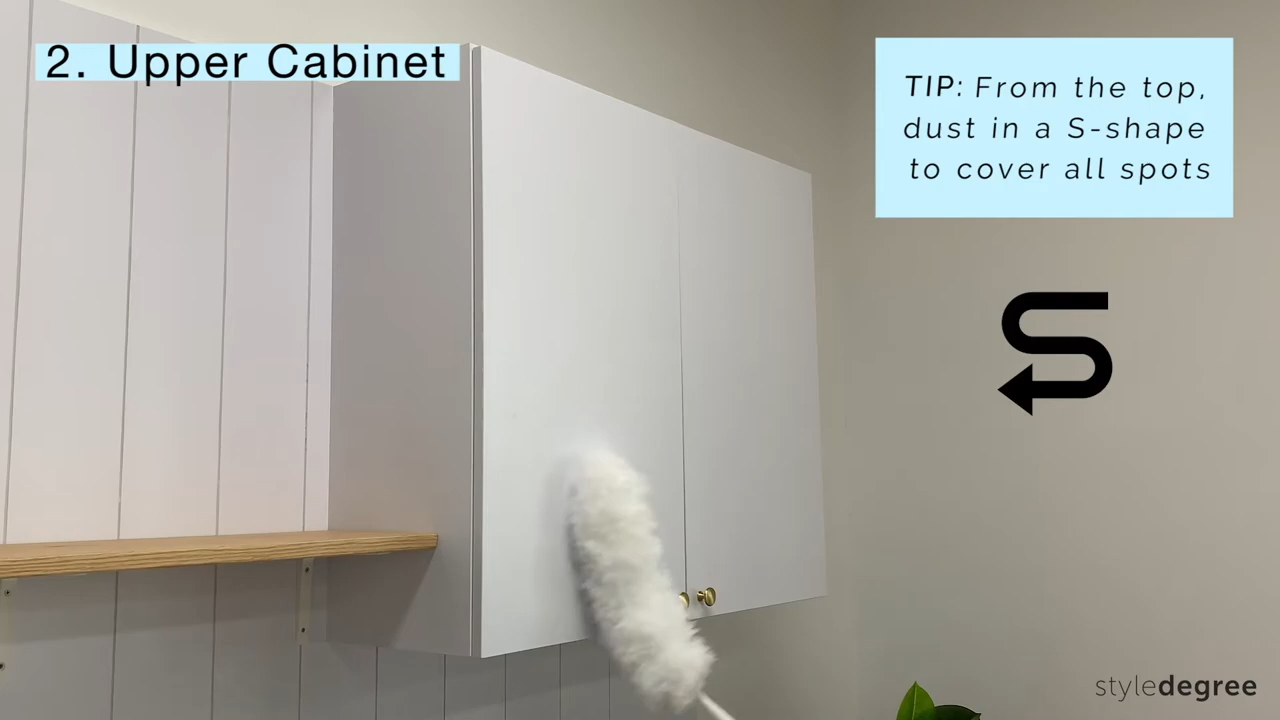 2. Upper Cabinet
TIP: From the top,
dust in a S-shape
to cover all spots
styledegree